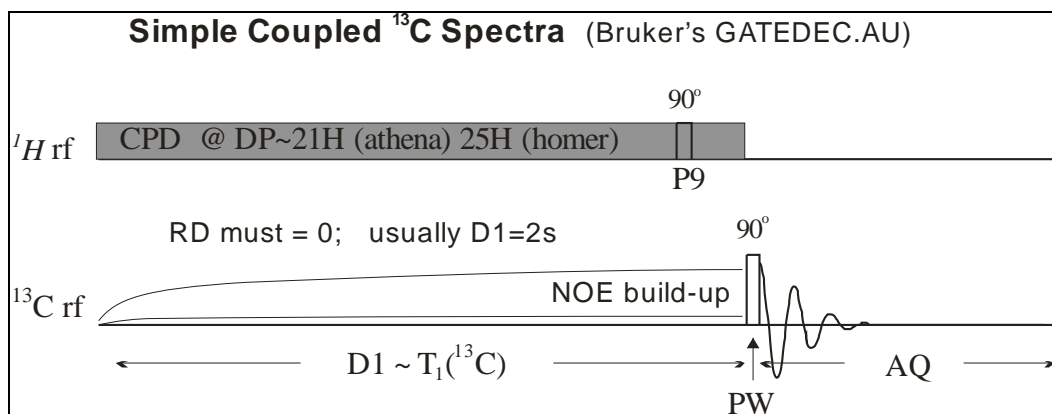 Simple Coupled ¹³C Spectra (Bruker's GATEDEC.AU)
90°
¹H rf
CPD @ DP~21H (athena) 25H (homer)
P9
RD must = 0; usually D1=2s
90°
¹³C rf
NOE build-up
D1 ~ T₁(¹³C)
AQ
PW